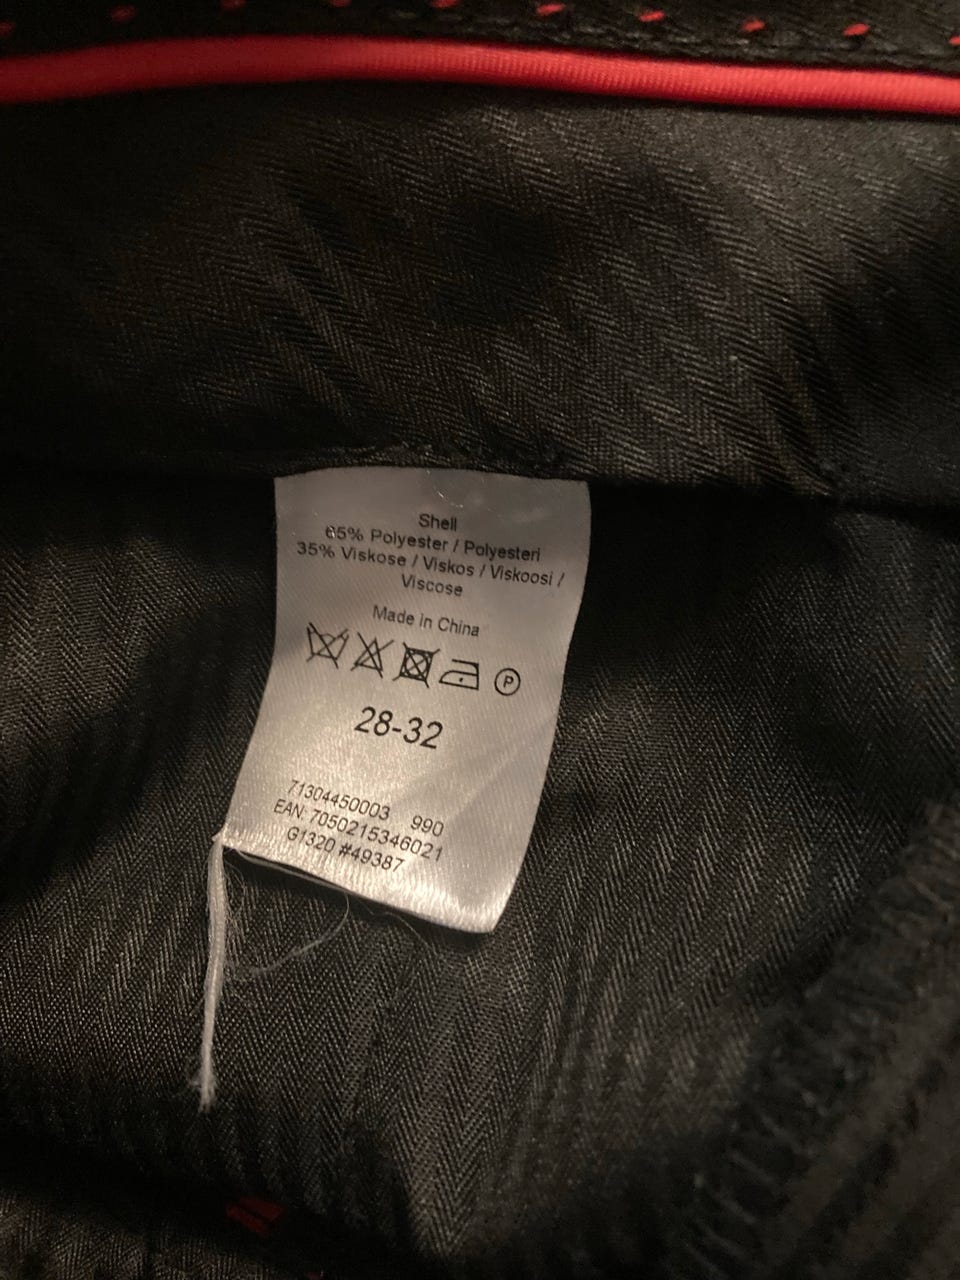 Shell
65% Polyester / Polyesteri
35% Viskose / Viskos / Viskoosi /
Viscose
Made in China
P
28-32
71304450003 990
EAN: 7050215346021
G1320 #49387